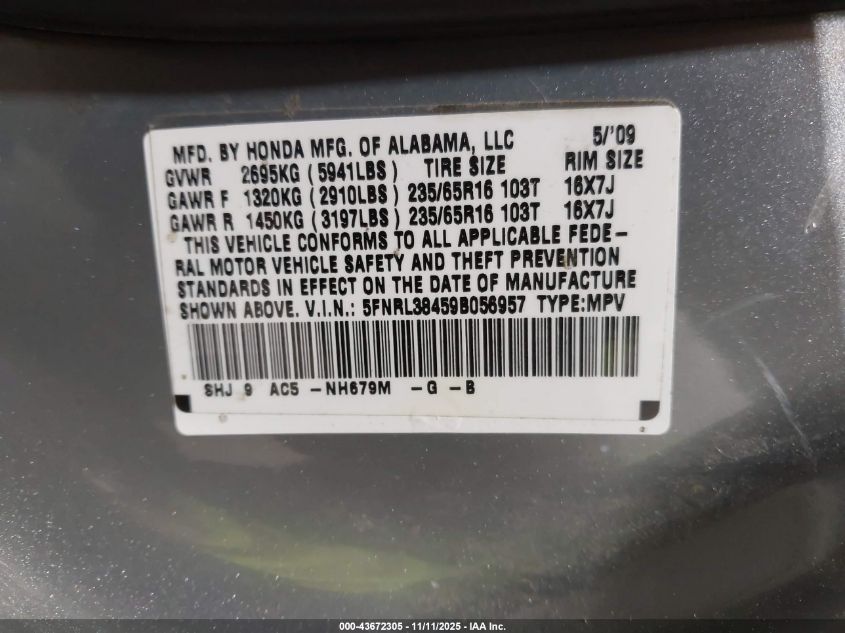 MFD. BY HONDA MFG. OF ALABAMA, LLC 5/'09
GVWR 2695KG (5941LBS) TIRE SIZE RIM SIZE
GAWR F 1320KG (2910LBS) 235/65R16 103T 16X7J
GAWR R 1450KG (3197LBS) 235/65R16 103T 16X7J
THIS VEHICLE CONFORMS TO ALL APPLICABLE FEDE-
RAL MOTOR VEHICLE SAFETY AND THEFT PREVENTION
STANDARDS IN EFFECT ON THE DATE OF MANUFACTURE
SHOWN ABOVE. V.I.N.: 5FNRL38459B056957 TYPE:MPV
SHJ 9 AC5 -NH679M -G -B
000-43672305 - 11/11/2025 - IAA Inc.